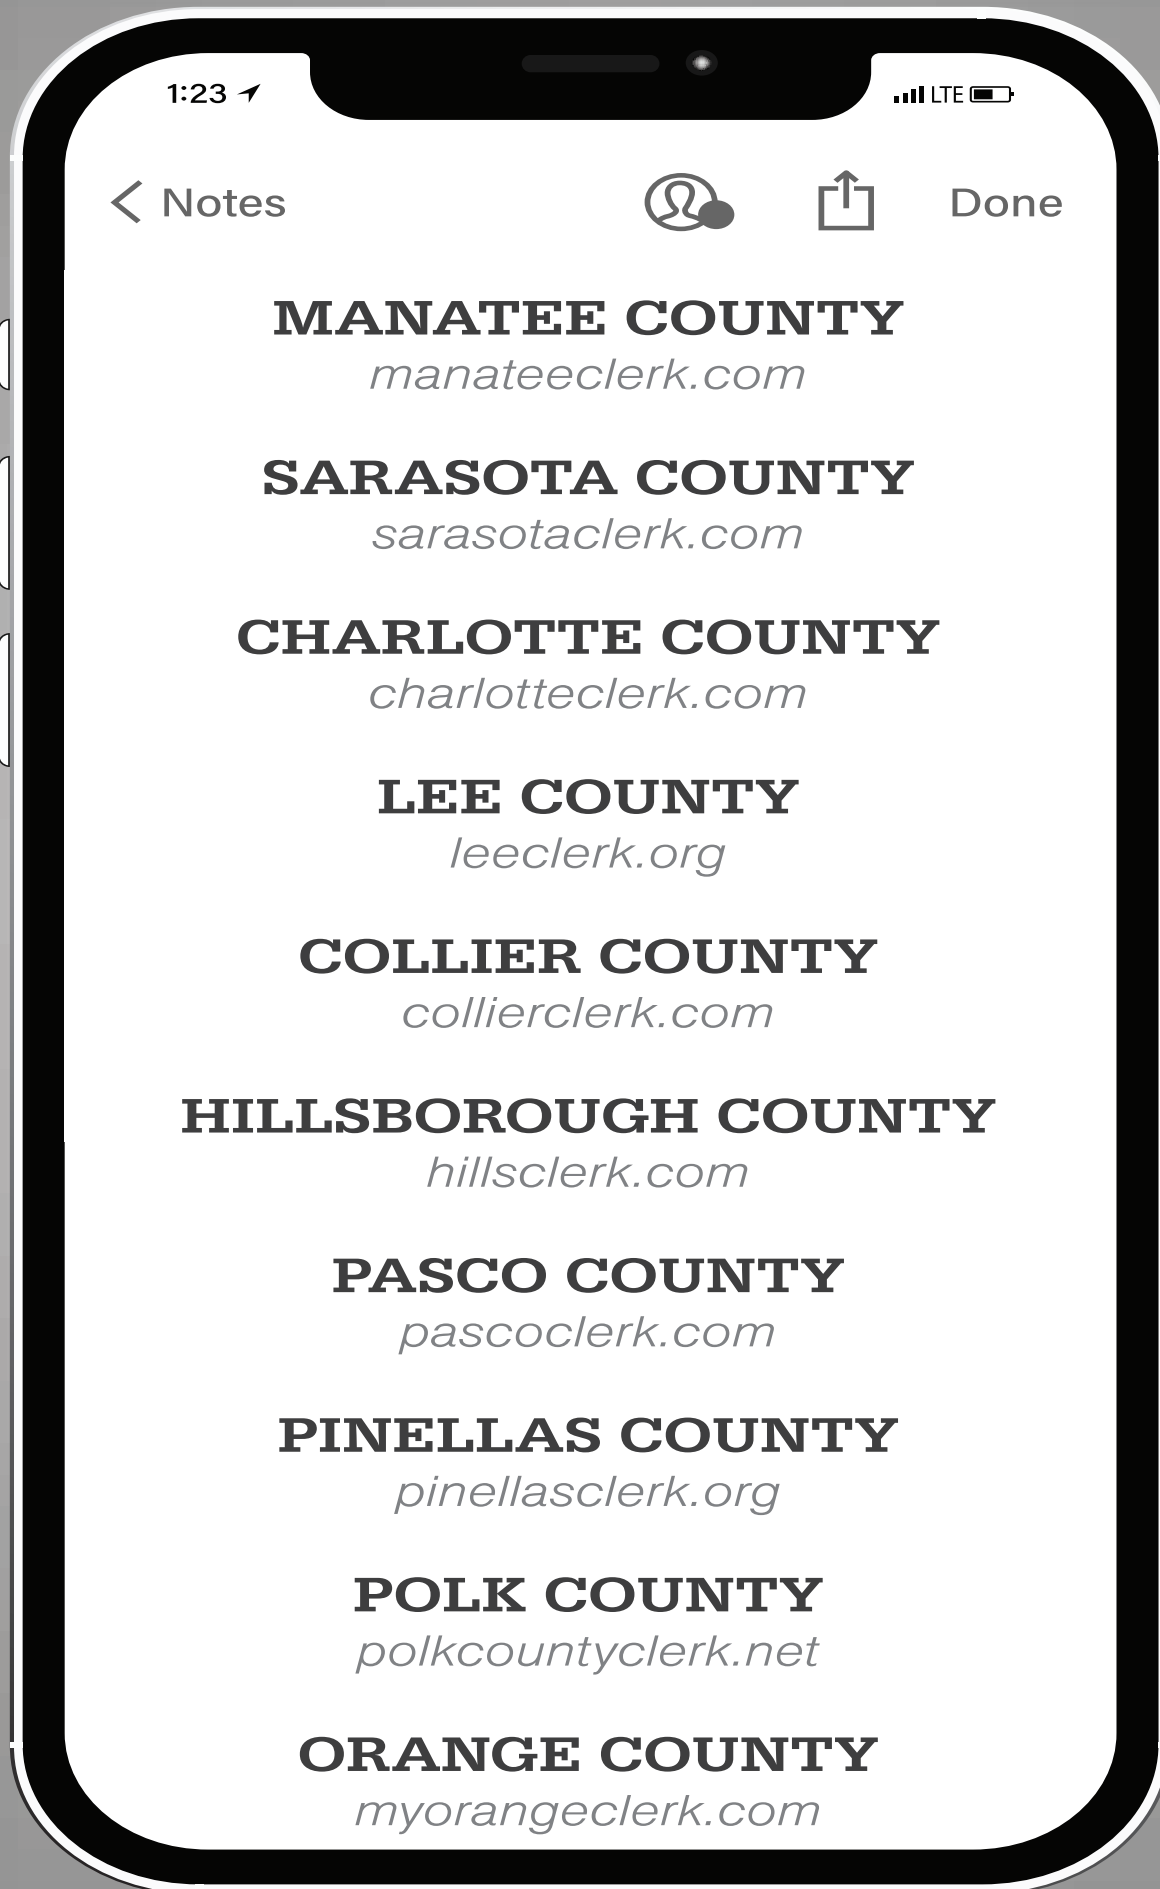 1:23 LTE
Notes Done
MANATEE COUNTY
manateeclerk.com
SARASOTA COUNTY
sarasotaclerk.com
CHARLOTTE COUNTY
charlotteclerk.com
LEE COUNTY
leeclerk.org
COLLIER COUNTY
collierclerk.com
HILLSBOROUGH COUNTY
hillsclerk.com
PASCO COUNTY
pascoclerk.com
PINELLAS COUNTY
pinellasclerk.org
POLK COUNTY
polkcountyclerk.net
ORANGE COUNTY
myorangeclerk.com